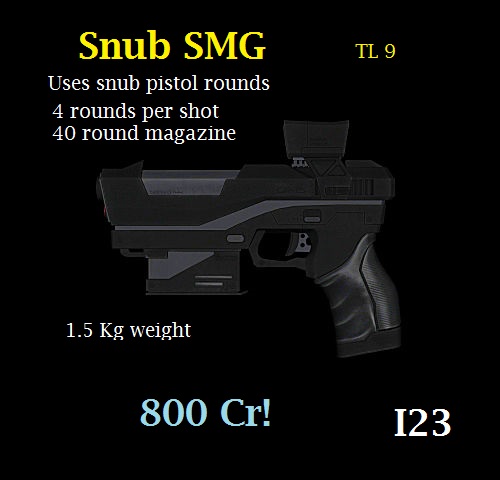 Snub SMG
TL 9
Uses snub pistol rounds
4 rounds per shot
40 round magazine
1.5 Kg weight
800 Cr!
I23